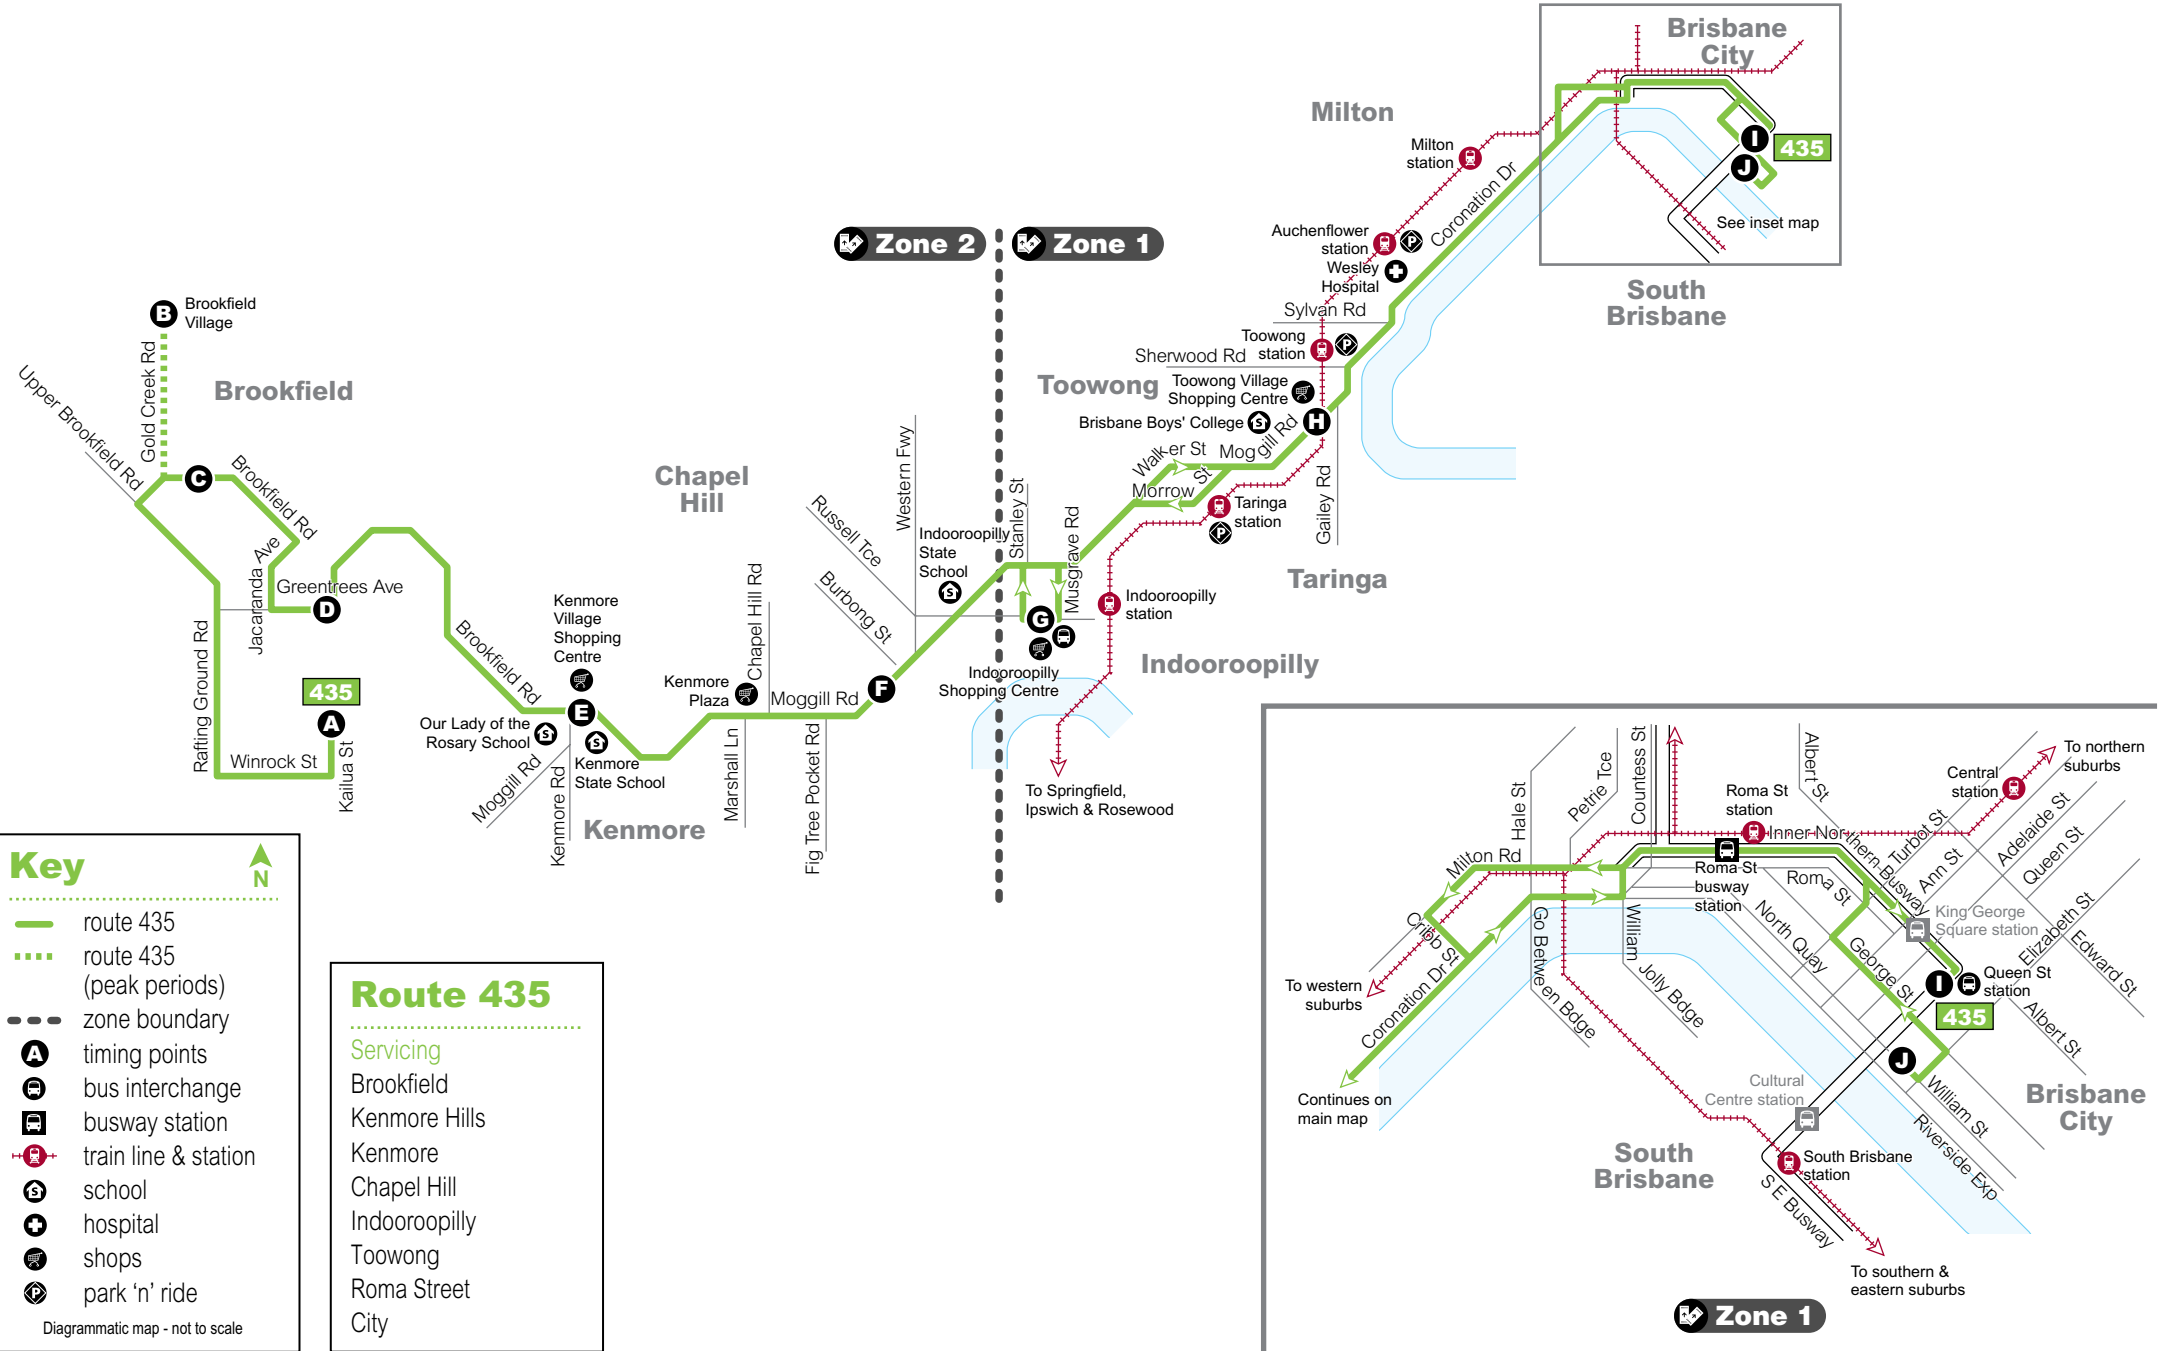 Brisbane
City
Milton
Milton
station
Coronation Dr
I
435
J
See inset map
Auchenflower
station
P
Wesley
Hospital
Zone 2
Zone 1
South
Brisbane
Sylvan Rd
B
Brookfield
Village
Toowong
station
P
Sherwood Rd
Gold Creek Rd
Upper Brookfield Rd
Brookfield
Toowong
Toowong Village
Shopping Centre
Brisbane Boys' College
S
H
Moggill Rd
Walker St
Morrow St
C
Brookfield Rd
Chapel
Hill
Western Fwy
Russell Tce
Burbong St
Indooroopilly
State
School
S
Stanley St
Musgrave Rd
Taringa
station
P
Gailey Rd
Taringa
Jacaranda Ave
Greentrees Ave
D
Kenmore
Village
Shopping
Centre
Chapel Hill Rd
G
Indooroopilly
station
Indooroopilly
Rafting Ground Rd
Brookfield Rd
Kenmore
Plaza
Moggill Rd
F
Indooroopilly
Shopping Centre
435
A
Winrock St
Kailua St
Our Lady of the
Rosary School
S
E
S
Kenmore
State School
Moggill Rd
Kenmore Rd
Kenmore
Marshall Ln
Fig Tree Pocket Rd
To Springfield,
Ipswich & Rosewood
Key
N
route 435
route 435
(peak periods)
zone boundary
A
timing points
bus interchange
busway station
train line & station
S
school
hospital
shops
P
park ‘n’ ride
Diagrammatic map - not to scale
Route 435
Servicing
Brookfield
Kenmore Hills
Kenmore
Chapel Hill
Indooroopilly
Toowong
Roma Street
City
Hale St
Petrie Tce
Countess St
Albert St
To northern
suburbs
Central
station
Roma St
station
Inner Northern Busway
Turbot St
Ann St
Adelaide St
Queen St
Milton Rd
Roma St
busway
station
Roma St
King George
Square station
Elizabeth St
Edward St
Cribb St
Go Between Bdge
William Jolly Bdge
North Quay
George St
I
Queen St
station
435
Albert St
To western
suburbs
Coronation Dr
J
Continues on
main map
Cultural
Centre station
William St
Brisbane
City
Riverside Exp
South
Brisbane
South Brisbane
station
S E Busway
To southern &
eastern suburbs
Zone 1